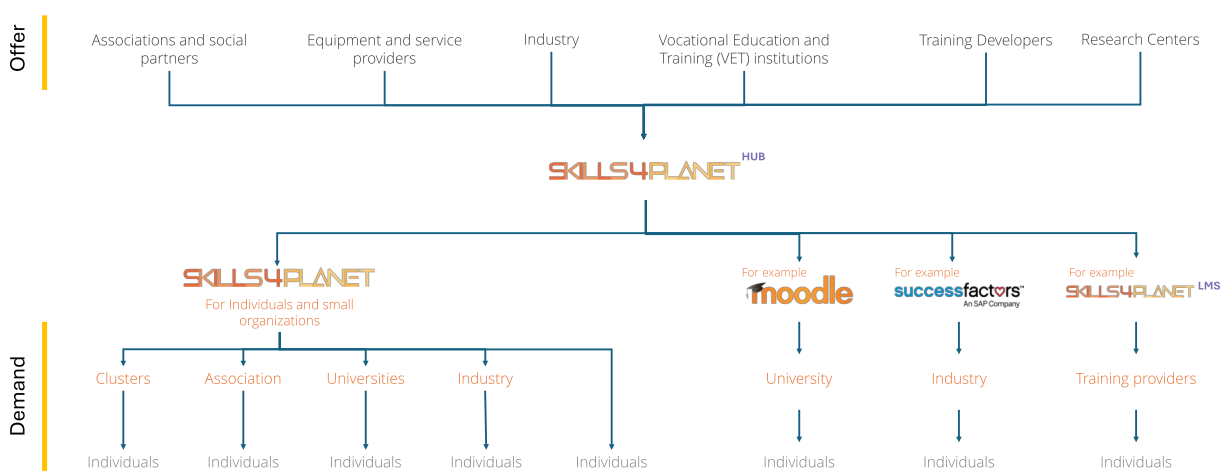 Offer
Associations and social
partners
Equipment and service
providers
Industry
Vocational Education and
Training (VET) institutions
Training Developers
Research Centers
SKILLS4PLANET HUB
SKILLS4PLANET
For Individuals and small
organizations
For example
moodle
For example
successfactors™
An SAP Company
For example
SKILLS4PLANET LMS
Demand
Clusters
Association
Universities
Industry
University
Industry
Training providers
Individuals
Individuals
Individuals
Individuals
Individuals
Individuals
Individuals
Individuals